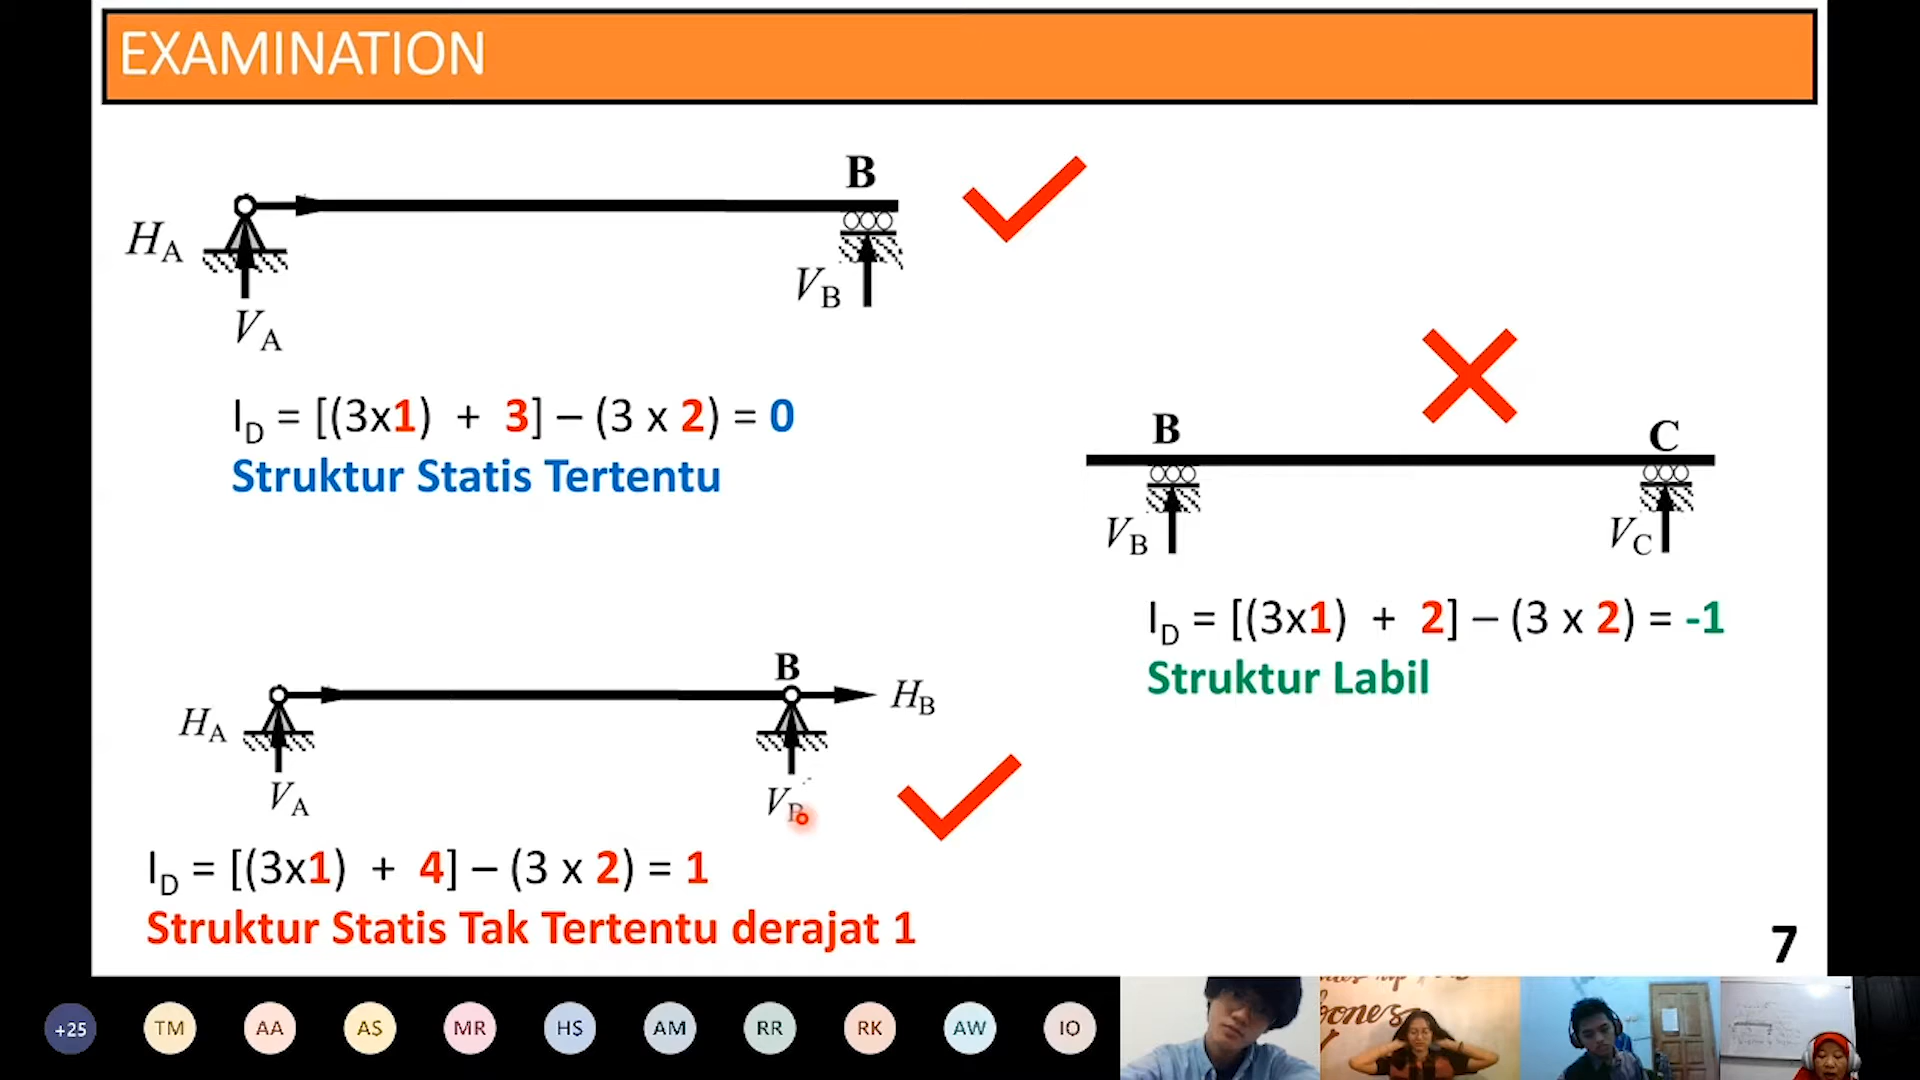 EXAMINATION
B
H_A
V_B
V_A
I_D = [(3x1) + 3] – (3 x 2) = 0
Struktur Statis Tertentu
B
C
V_B
V_C
I_D = [(3x1) + 2] – (3 x 2) = -1
Struktur Labil
B
H_B
H_A
V_A
V_B
I_D = [(3x1) + 4] – (3 x 2) = 1
Struktur Statis Tak Tertentu derajat 1
7
+25
TM
AA
AS
MR
HS
AM
RR
RK
AW
IO